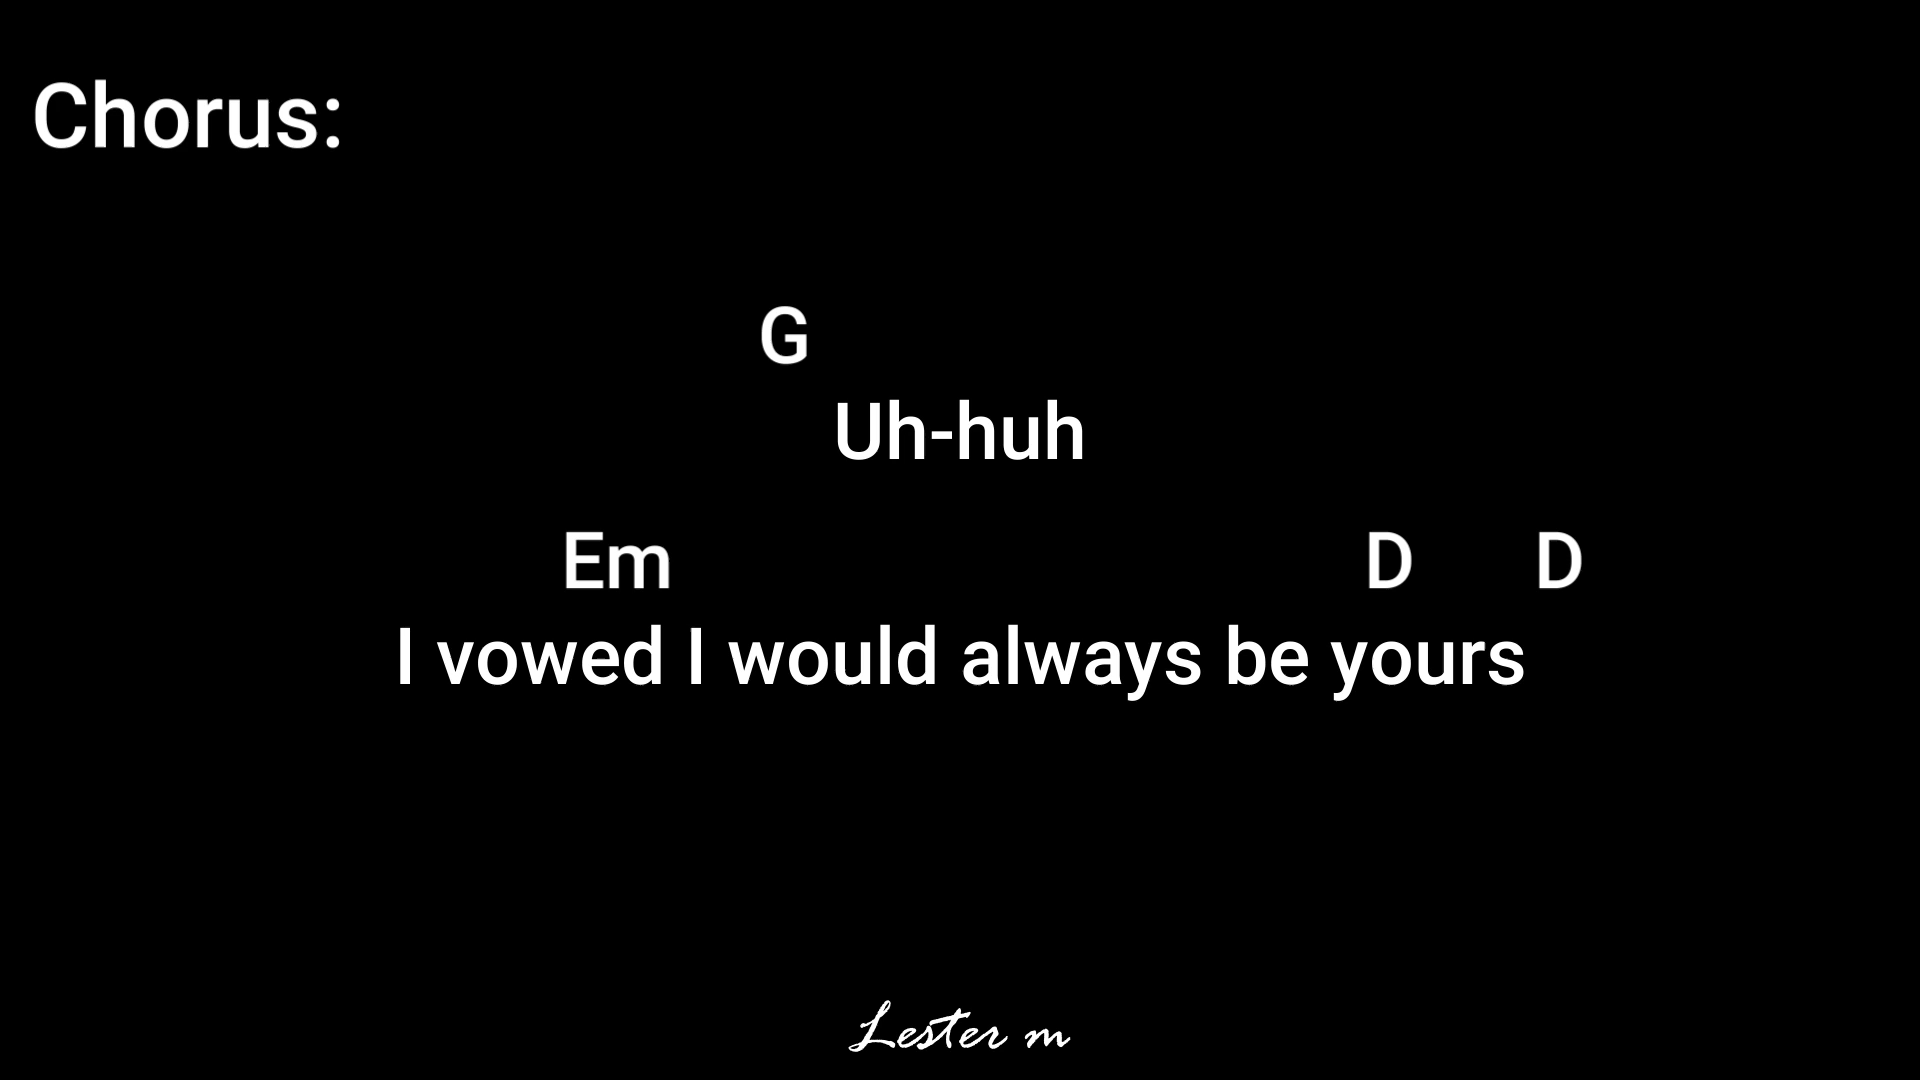 Chorus:
G
Uh-huh
Em D D
I vowed I would always be yours
Lester m